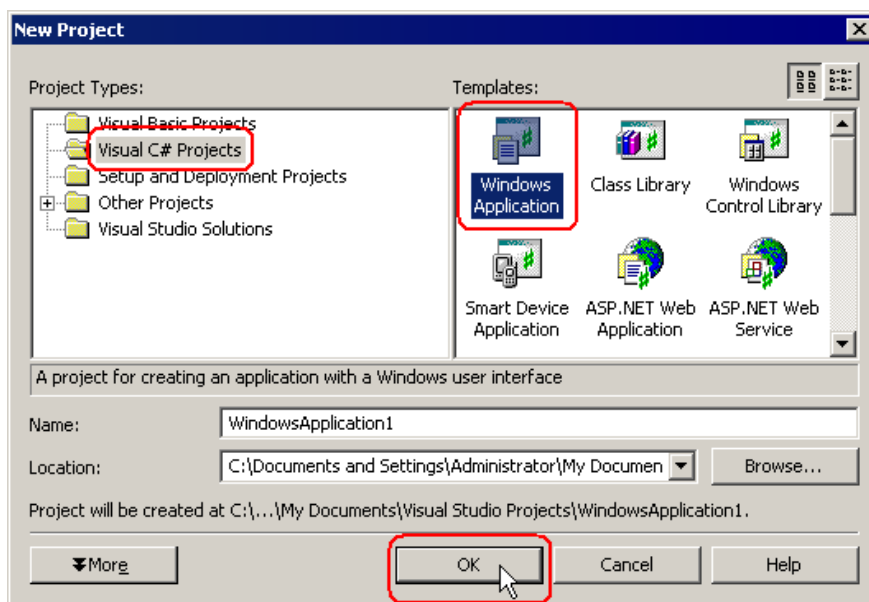 New Project
Project Types:
Templates:
Visual Basic Projects
Visual C# Projects
Setup and Deployment Projects
Other Projects
Visual Studio Solutions
Windows
Application
Class Library
Windows
Control Library
Smart Device
Application
ASP.NET Web
Application
ASP.NET Web
Service
A project for creating an application with a Windows user interface
Name:
WindowsApplication1
Location:
C:\Documents and Settings\Administrator\My Documen
Browse...
Project will be created at C:\...\My Documents\Visual Studio Projects\WindowsApplication1.
More
OK
Cancel
Help